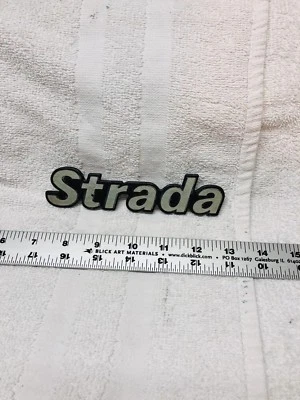 Strada
6 7 8 9 10 11 12 13 14 15
BLICK ART MATERIALS • www.dickblick.com • PO Box 1267 Galesburg IL 6140